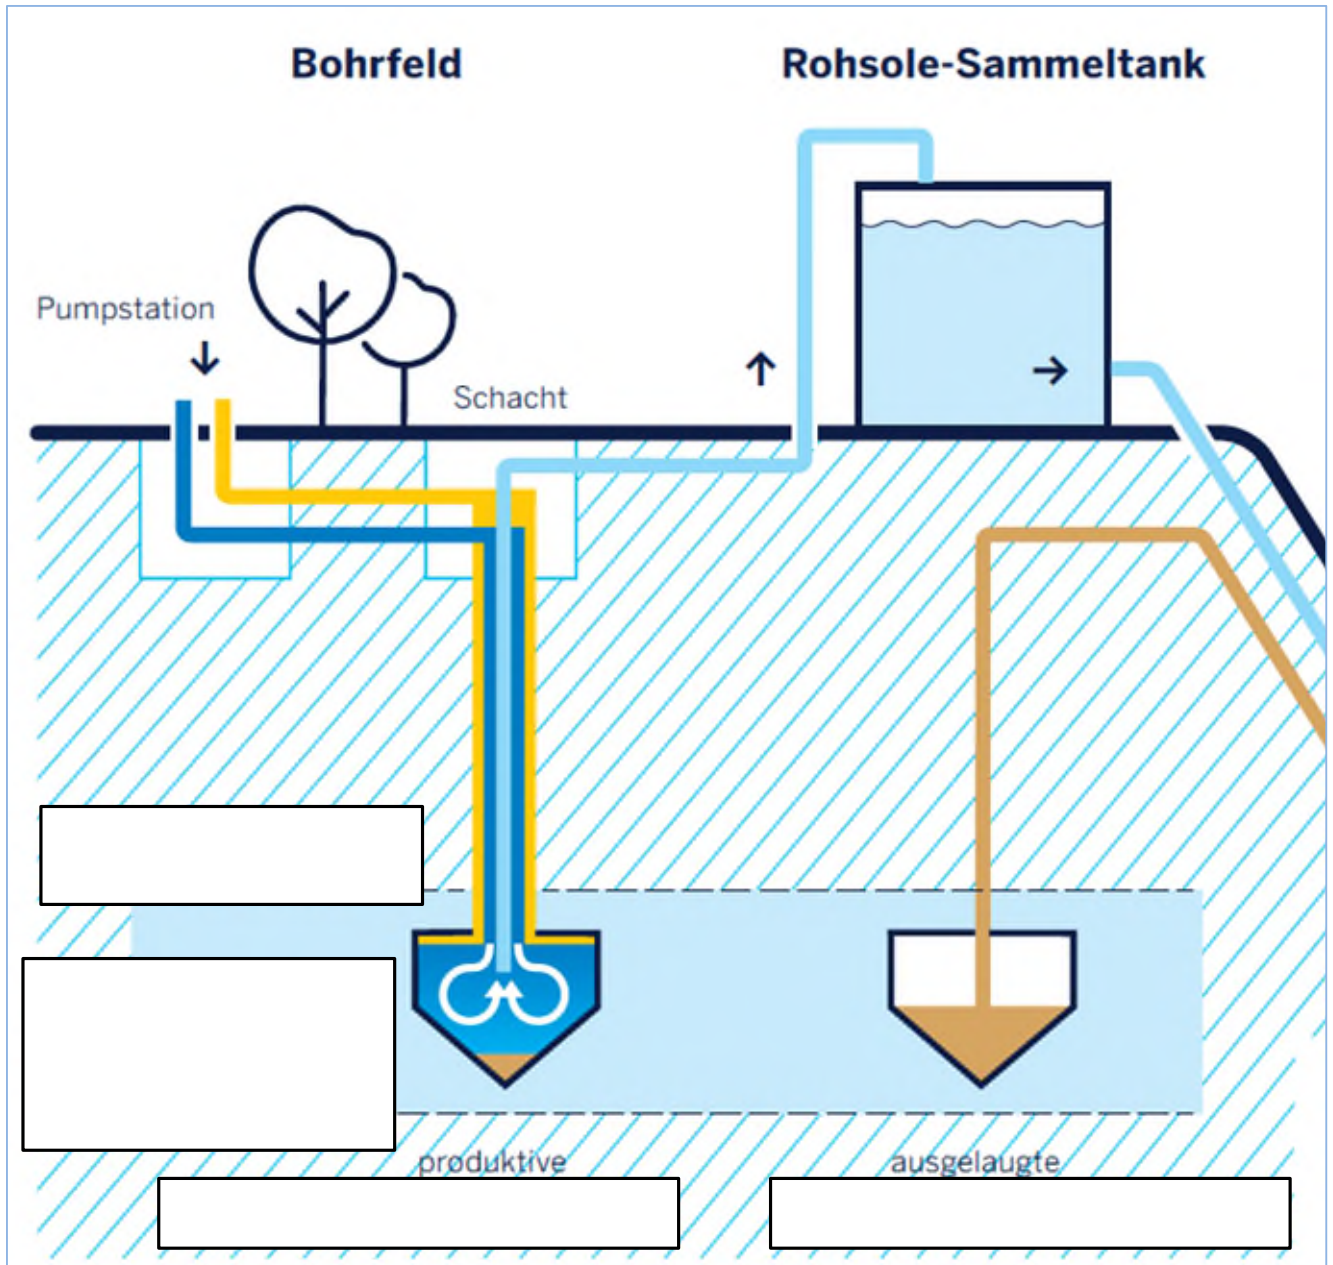 Bohrfeld
Rohsole-Sammeltank
Pumpstation
Schacht
produktive
ausgelaugte